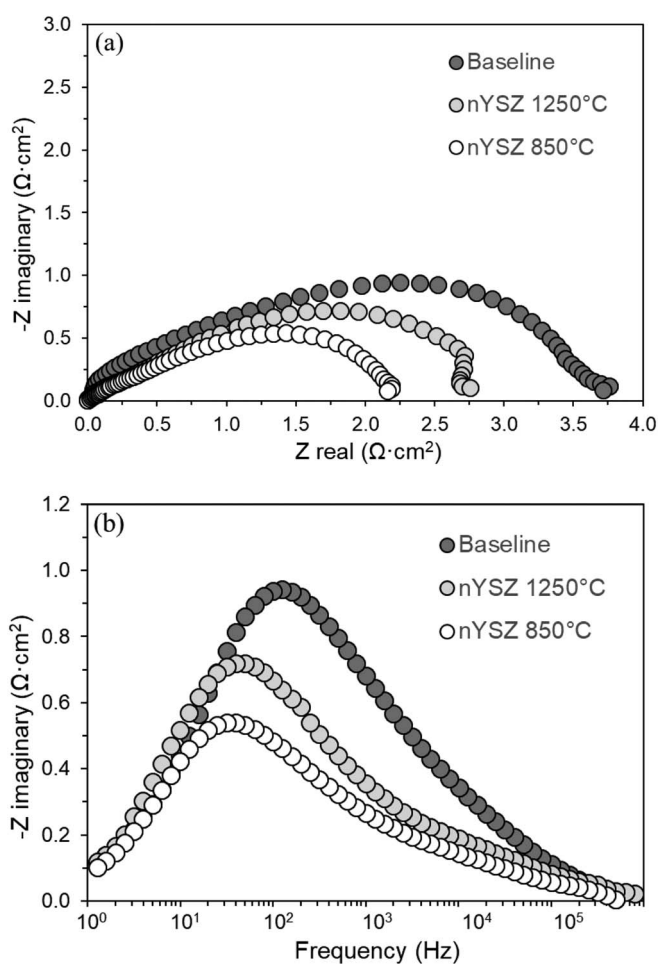 (a)
Baseline
nYSZ 1250°C
nYSZ 850°C
-Z imaginary (Ω·cm²)
3.0
2.5
2.0
1.5
1.0
0.5
0.0
0.0 0.5 1.0 1.5 2.0 2.5 3.0 3.5 4.0
Z real (Ω·cm²)
(b)
Baseline
nYSZ 1250°C
nYSZ 850°C
-Z imaginary (Ω·cm²)
1.2
1.0
0.8
0.6
0.4
0.2
0.0
10⁰ 10¹ 10² 10³ 10⁴ 10⁵
Frequency (Hz)